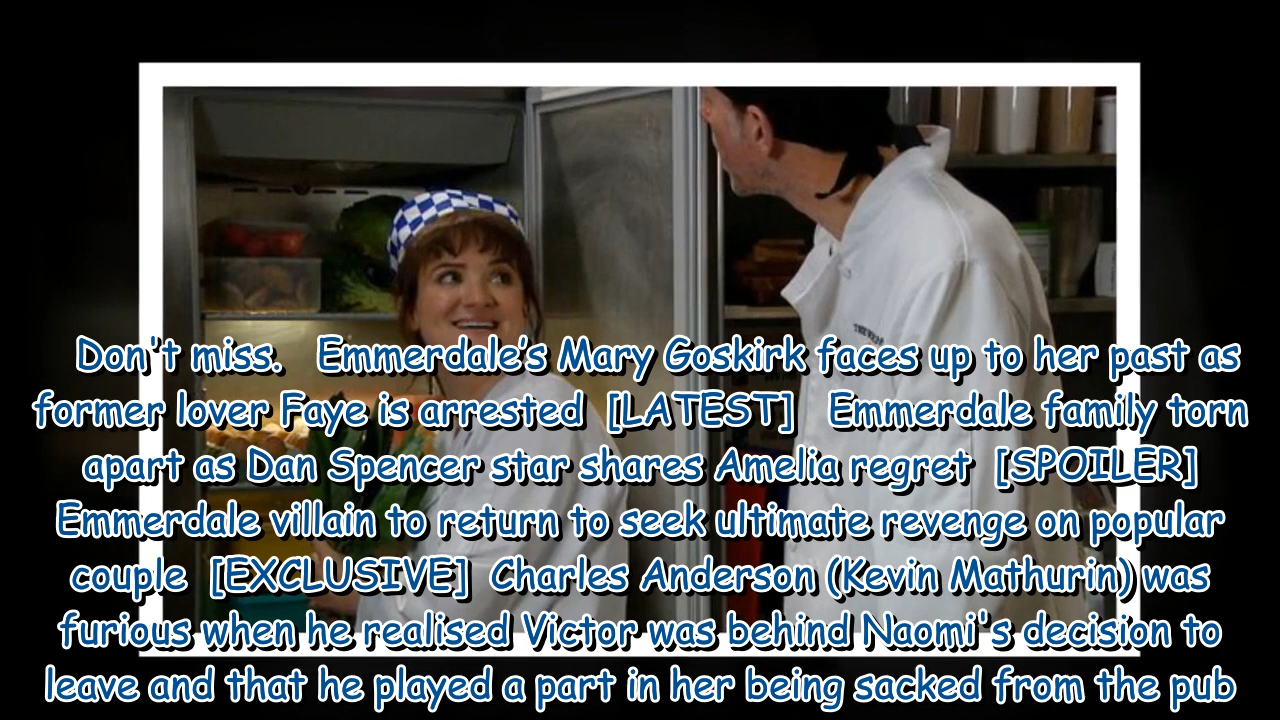 Don't miss. Emmerdale’s Mary Goskirk faces up to her past as
former lover Faye is arrested [LATEST] Emmerdale family torn
apart as Dan Spencer star shares Amelia regret [SPOILER]
Emmerdale villain to return to seek ultimate revenge on popular
couple [EXCLUSIVE] Charles Anderson (Kevin Mathurin) was
furious when he realised Victor was behind Naomi's decision to
leave and that he played a part in her being sacked from the pub